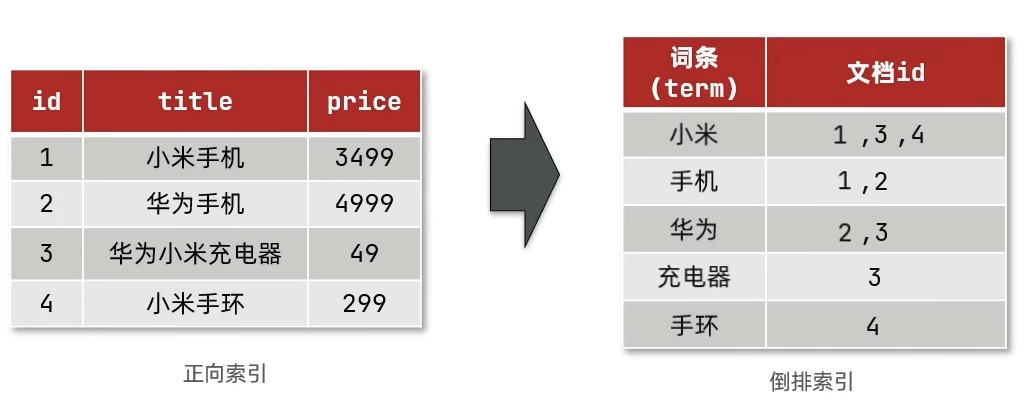 id title price
1 小米手机 3499
2 华为手机 4999
3 华为小米充电器 49
4 小米手环 299
正向索引
词条
(term) 文档id
小米 1 ,3 ,4
手机 1,2
华为 2 ,3
充电器 3
手环 4
倒排索引